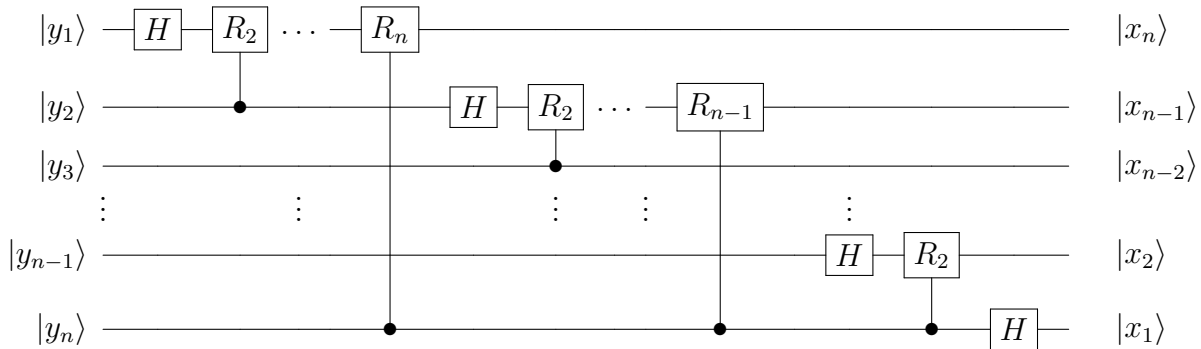 |y₁⟩ H R₂ ⋯ Rₙ |xₙ⟩
|y₂⟩ H R₂ ⋯ Rₙ₋₁ |xₙ₋₁⟩
|y₃⟩ |xₙ₋₂⟩
⋮ ⋮ ⋮ ⋮ ⋮
|yₙ₋₁⟩ H R₂ |x₂⟩
|yₙ⟩ H |x₁⟩